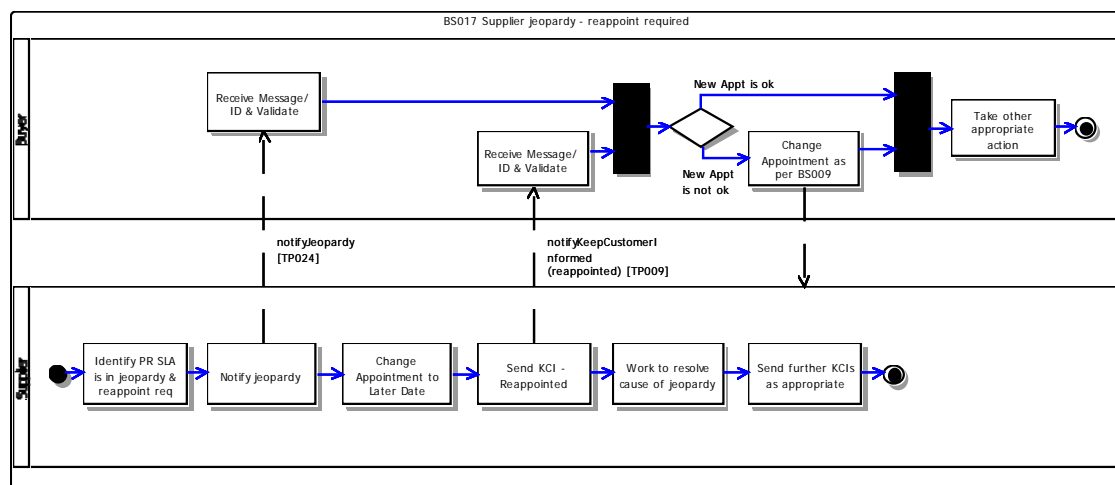 BS017 Supplier jeopardy - reappoint required
Buyer
Receive Message/
ID & Validate
Receive Message/
ID & Validate
New Appt is ok
New Appt
is not ok
Change
Appointment as
per BS009
Take other
appropriate
action
notifyJeopardy
[TP024]
notifyKeepCustomerI
nformed
(reappointed) [TP009]
Supplier
Identify PR SLA
is in jeopardy &
reappoint req
Notify jeopardy
Change
Appointment to
Later Date
Send KCI -
Reappointed
Work to resolve
cause of jeopardy
Send further KCIs
as appropriate